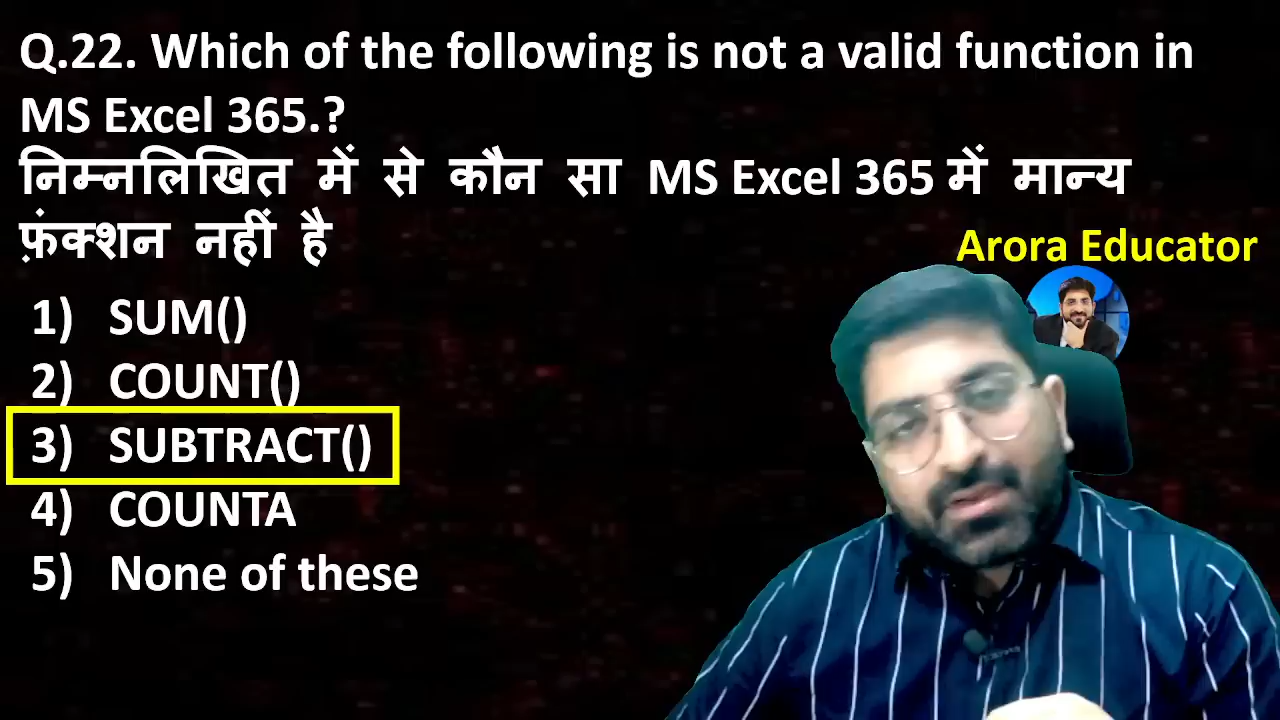 Q.22. Which of the following is not a valid function in
MS Excel 365.?
निम्नलिखित में से कौन सा MS Excel 365 में मान्य
फ़ंक्शन नहीं है
Arora Educator
1) SUM()
2) COUNT()
3) SUBTRACT()
4) COUNTA
5) None of these